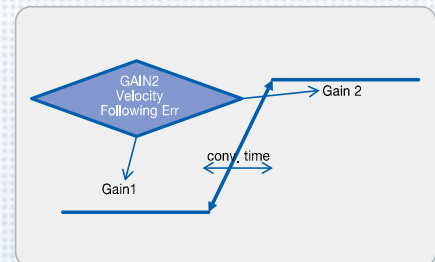 GAIN2
Velocity
Following Err
Gain 2
conv. time
Gain1